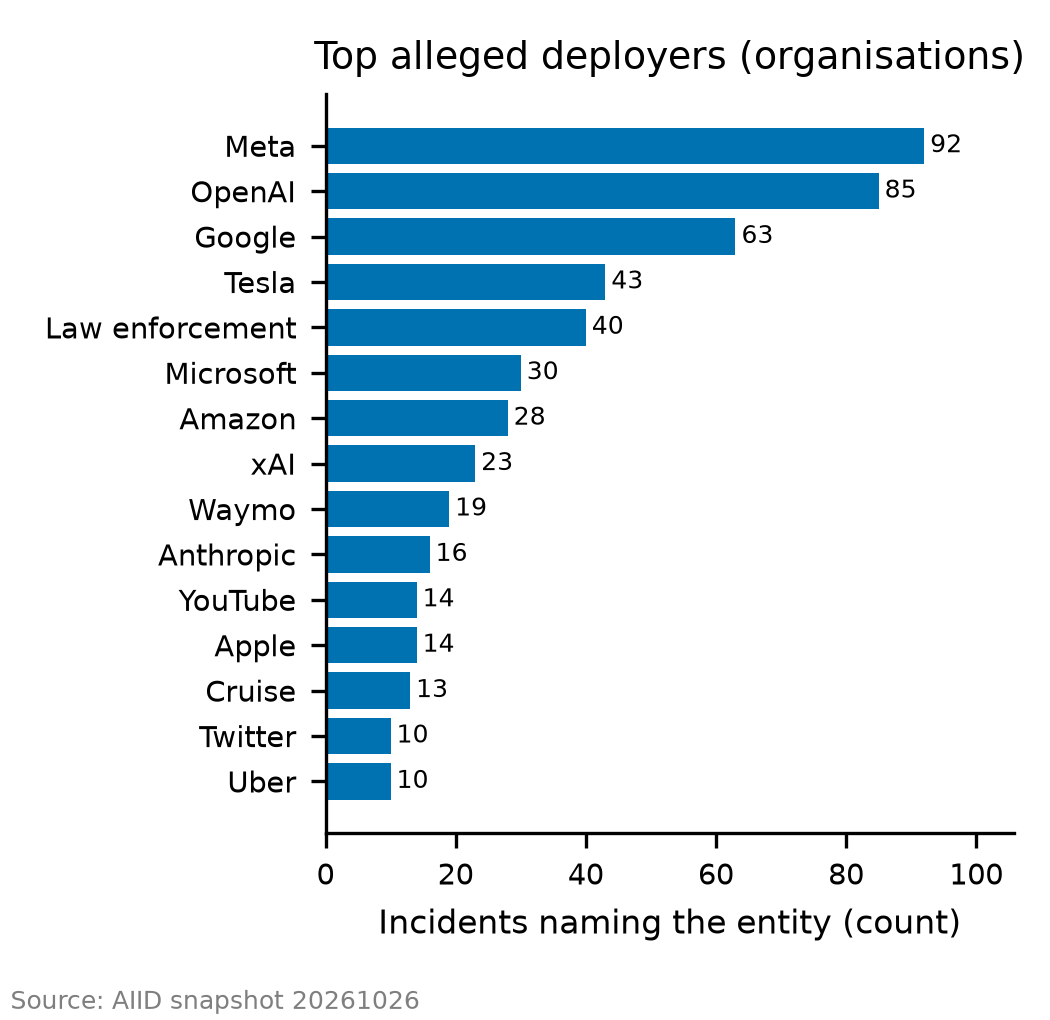 Top alleged deployers (organisations)
Meta 92
OpenAI 85
Google 63
Tesla 43
Law enforcement 40
Microsoft 30
Amazon 28
xAI 23
Waymo 19
Anthropic 16
YouTube 14
Apple 14
Cruise 13
Twitter 10
Uber 10
0 20 40 60 80 100
Incidents naming the entity (count)
Source: AIID snapshot 20261026